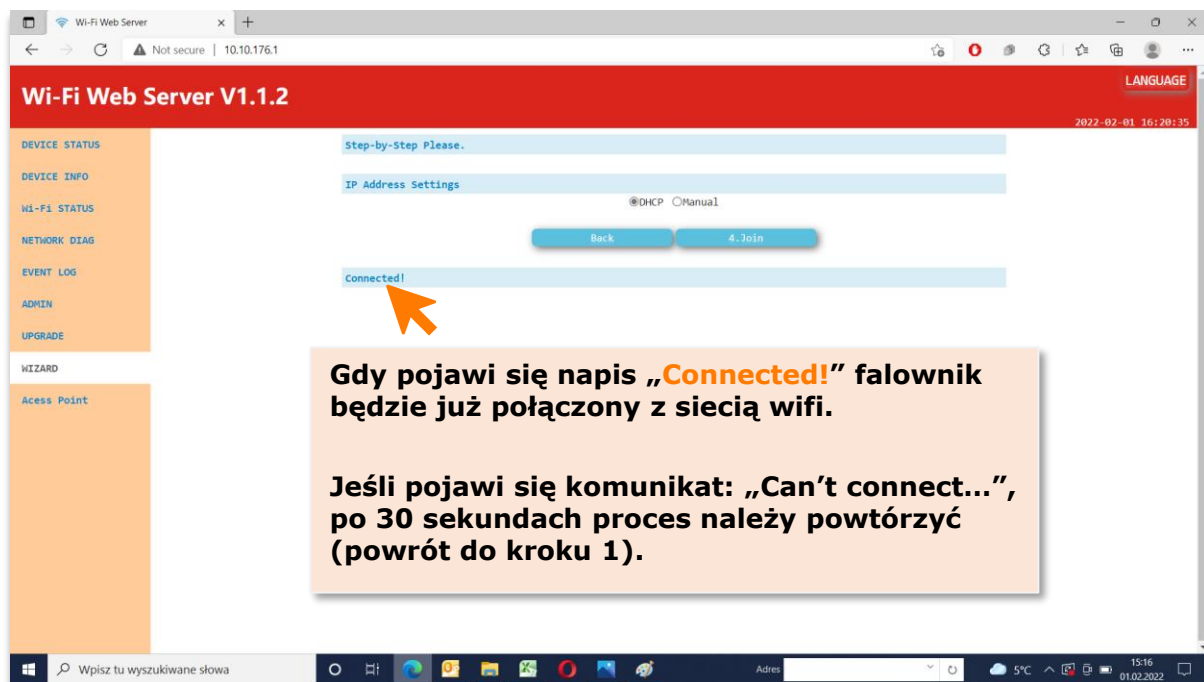 Wi-Fi Web Server
Not secure | 10.10.176.1
Wi-Fi Web Server V1.1.2
LANGUAGE
2022-02-01 16:20:35
DEVICE STATUS
DEVICE INFO
Wi-Fi STATUS
NETWORK DIAG
EVENT LOG
ADMIN
UPGRADE
WIZARD
Acess Point
Step-by-Step Please.
IP Address Settings
DHCP Manual
Back 4.Join
Connected!
Gdy pojawi się napis „Connected!” falownik
będzie już połączony z siecią wifi.
Jeśli pojawi się komunikat: „Can’t connect…”,
po 30 sekundach proces należy powtórzyć
(powrót do kroku 1).
Wpisz tu wyszukiwane słowa
Adres
5°C
15:16
01.02.2022